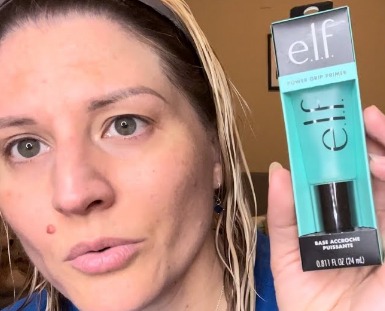 e.l.f.
POWER GRIP PRIMER
e.l.f.
BASE ACCROCHE
PUISSANTE
0.811 FL OZ (24 mL)